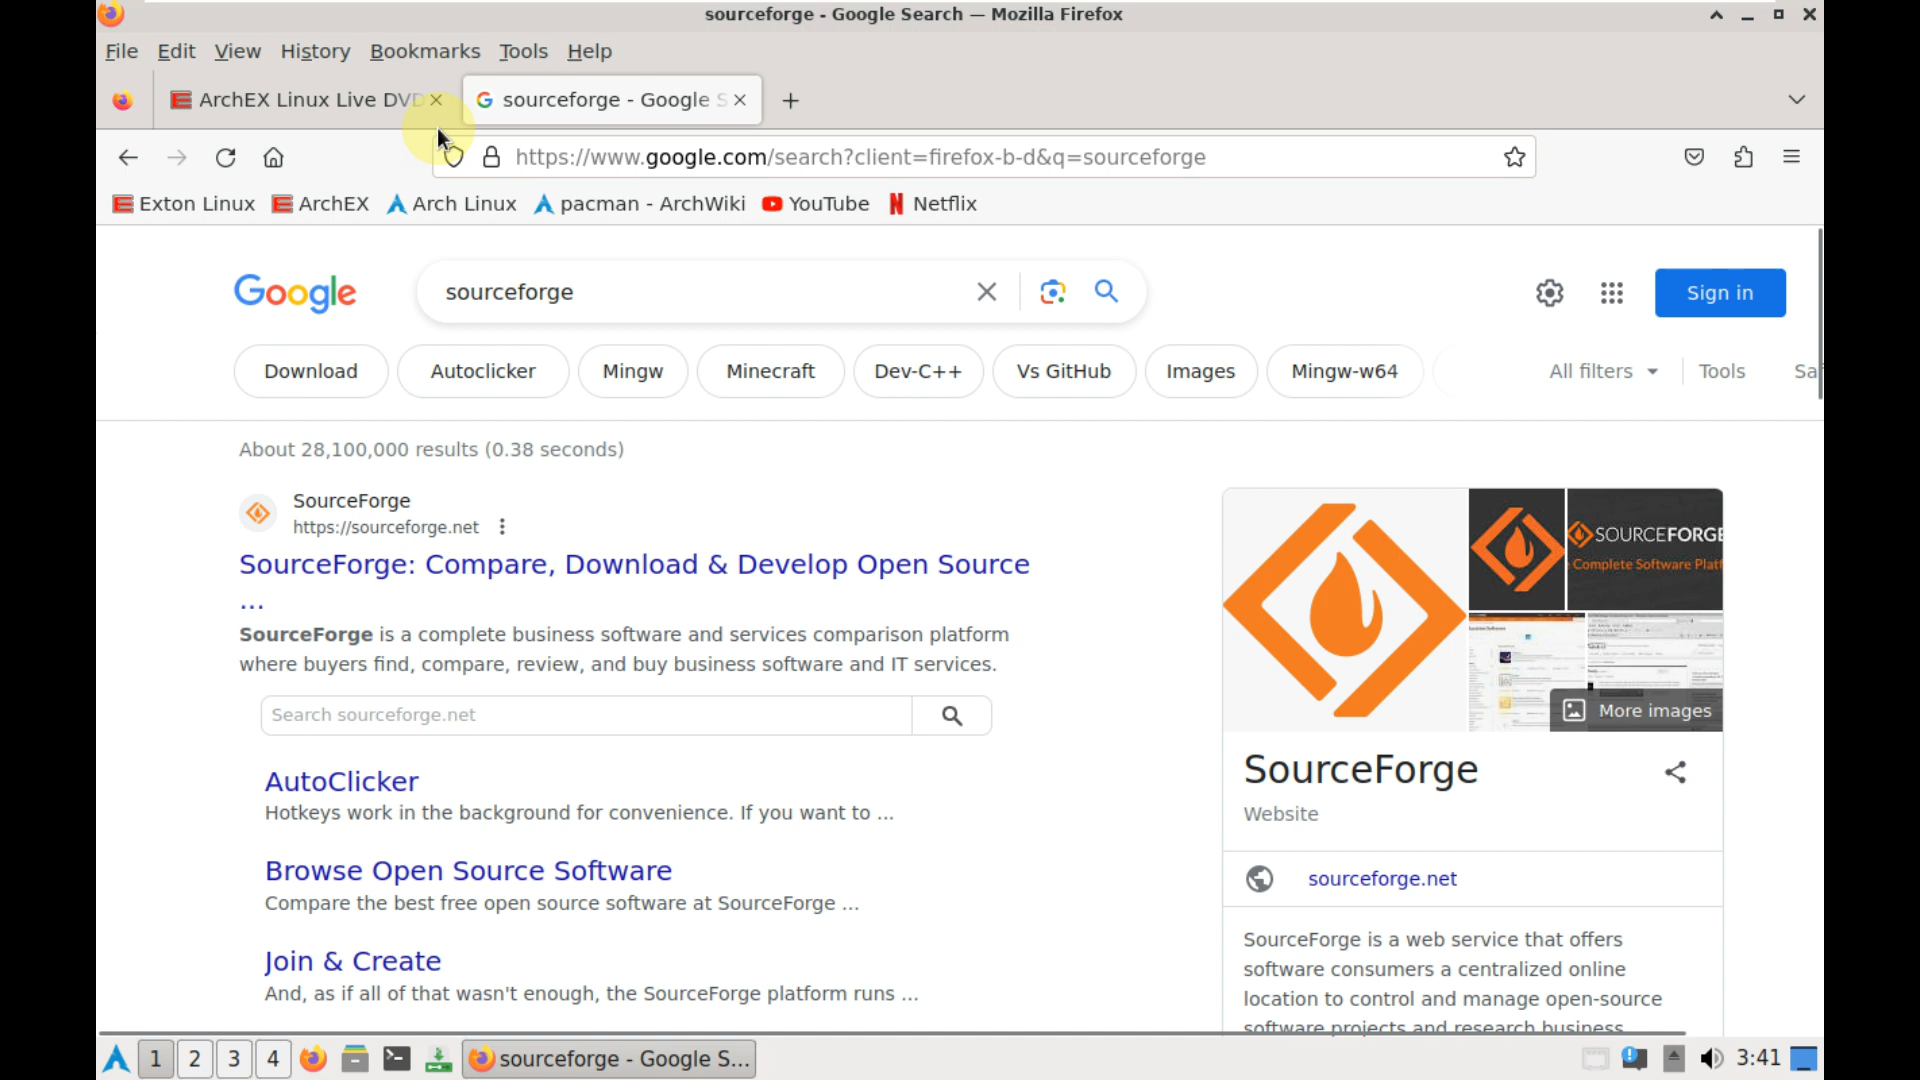 sourceforge - Google Search — Mozilla Firefox
File Edit View History Bookmarks Tools Help
ArchEX Linux Live DVD
sourceforge - Google S
https://www.google.com/search?client=firefox-b-d&q=sourceforge
Exton Linux ArchEX Arch Linux pacman - ArchWiki YouTube Netflix
Google
sourceforge
Sign in
Download Autoclicker Mingw Minecraft Dev-C++ Vs GitHub Images Mingw-w64 All filters Tools Sa
About 28,100,000 results (0.38 seconds)
SourceForge
https://sourceforge.net
SourceForge: Compare, Download & Develop Open Source
...
SourceForge is a complete business software and services comparison platform
where buyers find, compare, review, and buy business software and IT services.
Search sourceforge.net
AutoClicker
Hotkeys work in the background for convenience. If you want to ...
Browse Open Source Software
Compare the best free open source software at SourceForge ...
Join & Create
And, as if all of that wasn't enough, the SourceForge platform runs ...
SOURCEFORGE
Complete Software Platf
More images
SourceForge
Website
sourceforge.net
SourceForge is a web service that offers
software consumers a centralized online
location to control and manage open-source
software projects and research business
1 2 3 4 sourceforge - Google S... 3:41